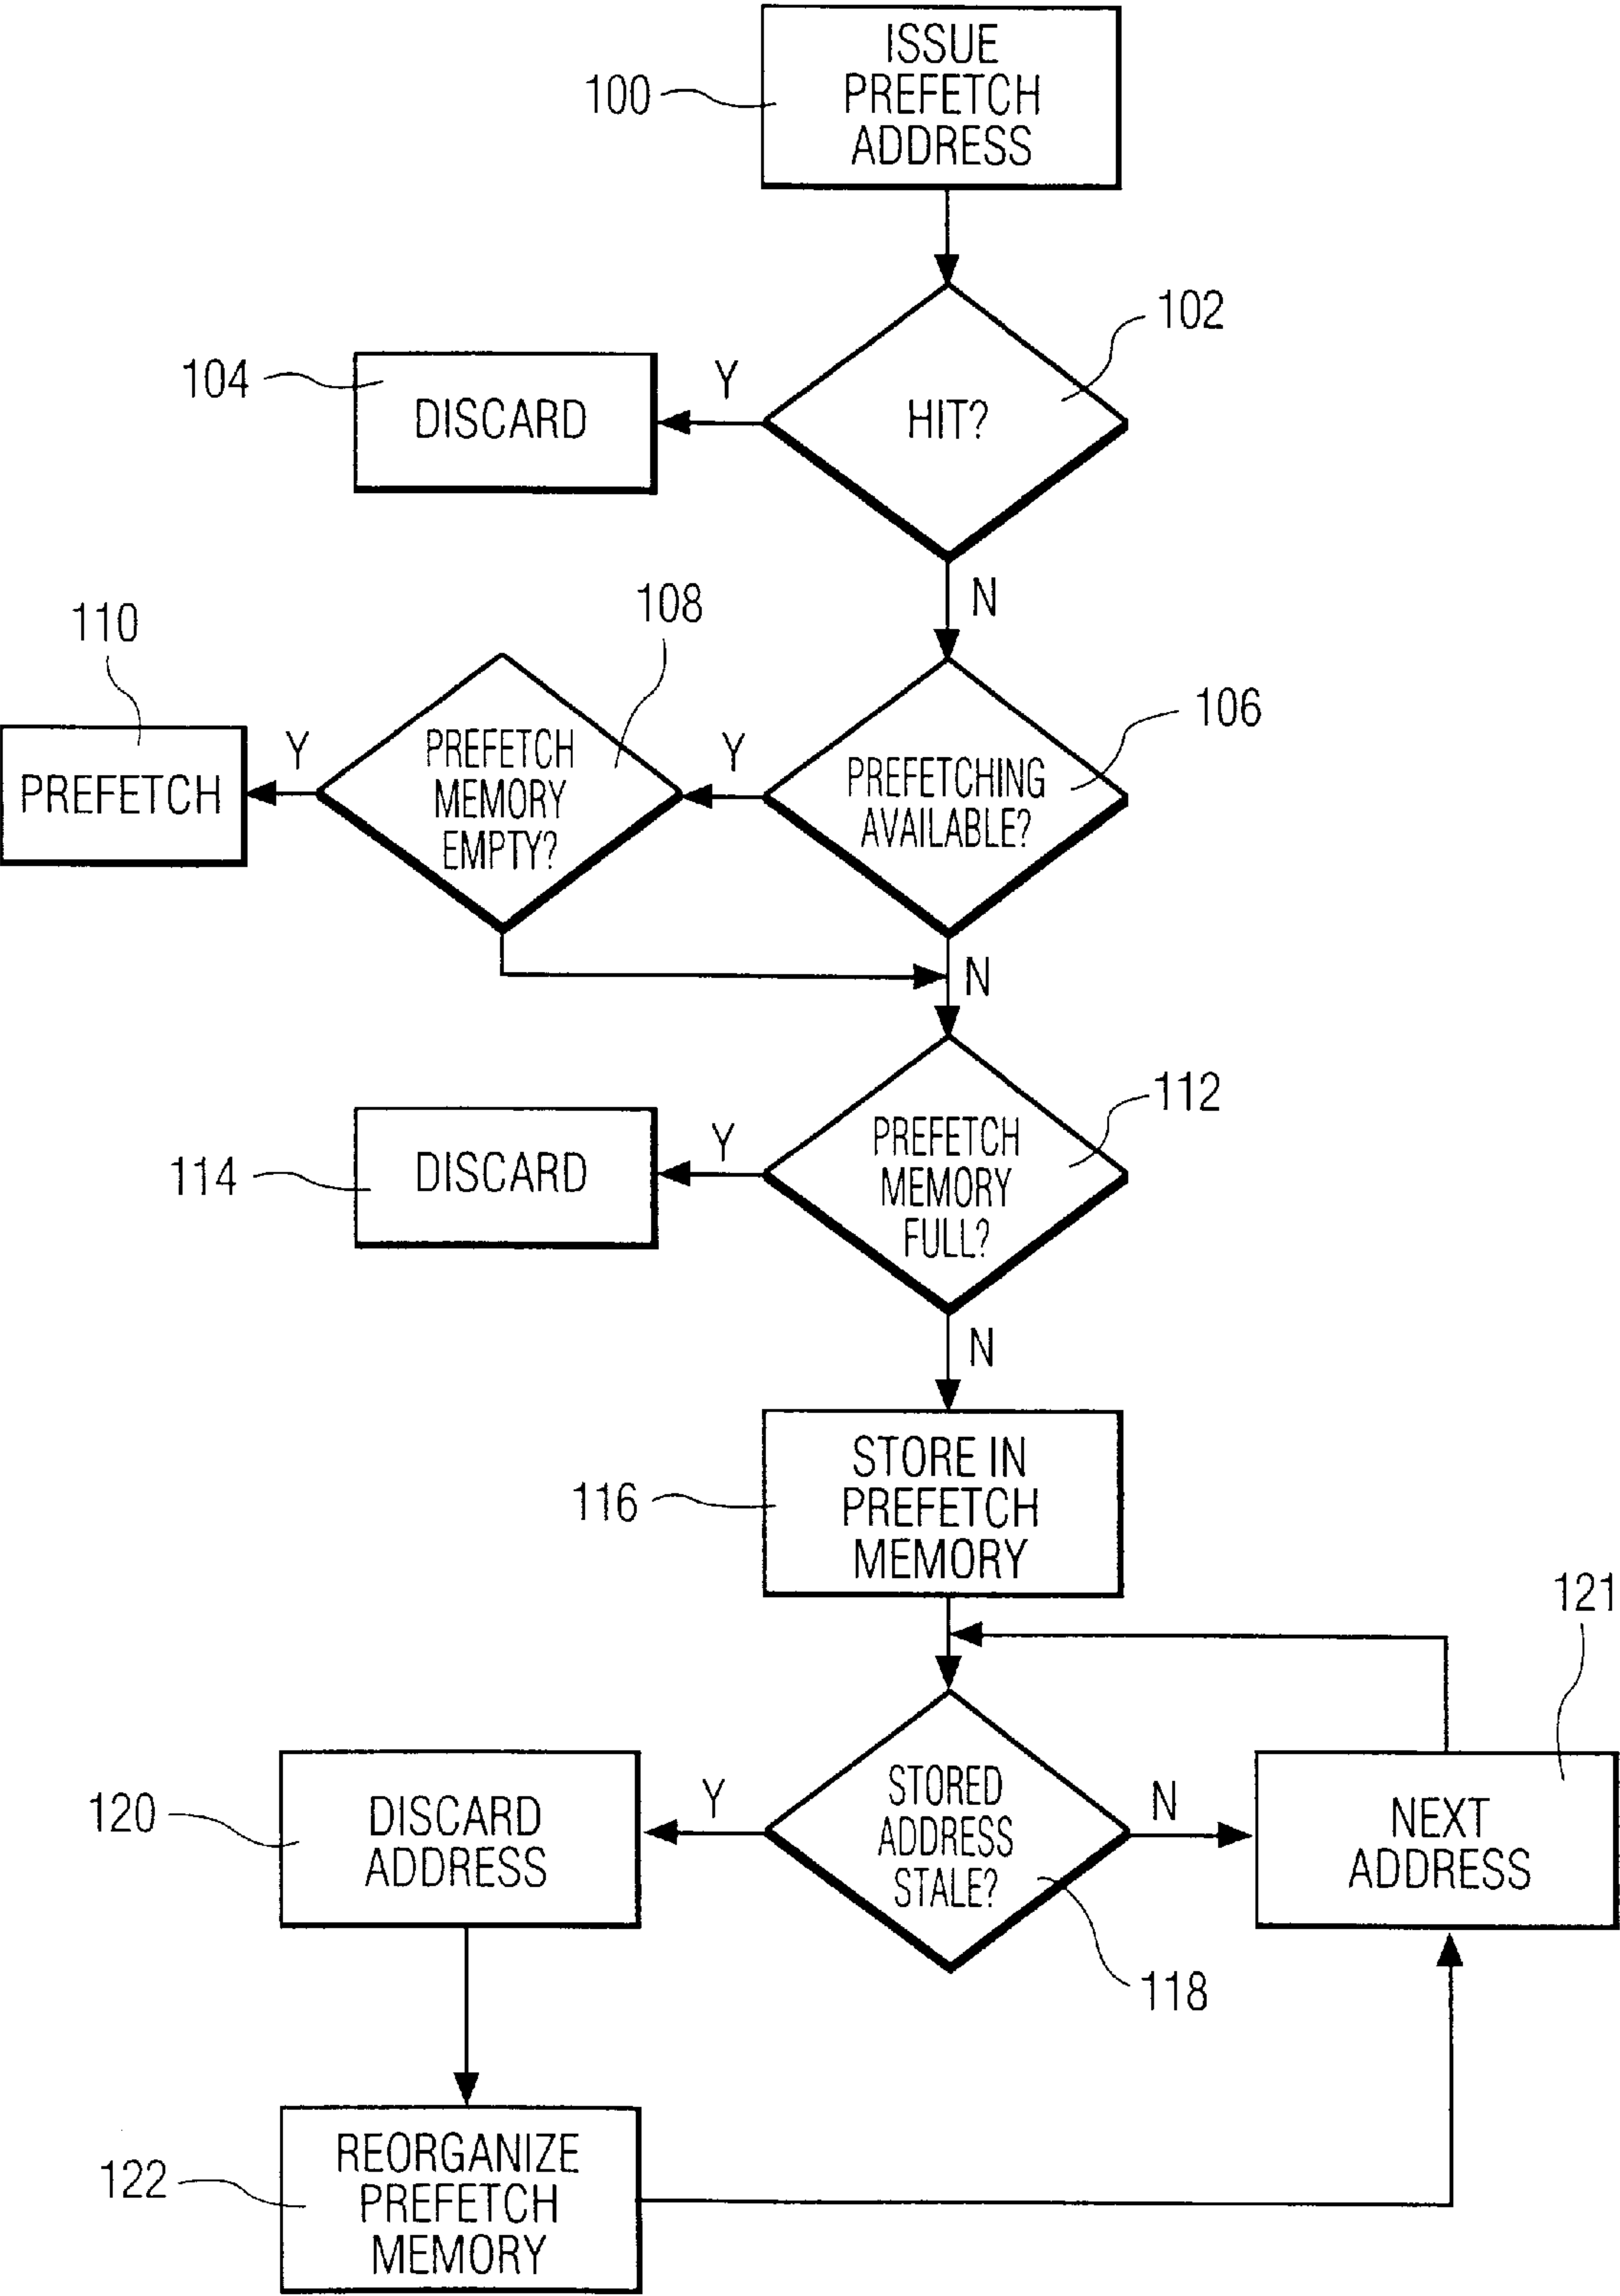 ISSUE
PREFETCH
ADDRESS
100
102
HIT?
Y
104
DISCARD
N
106
PREFETCHING
AVAILABLE?
Y
108
PREFETCH
MEMORY
EMPTY?
Y
110
PREFETCH
N
112
PREFETCH
MEMORY
FULL?
Y
114
DISCARD
N
116
STORE IN
PREFETCH
MEMORY
118
STORED
ADDRESS
STALE?
Y
N
120
DISCARD
ADDRESS
121
NEXT
ADDRESS
122
REORGANIZE
PREFETCH
MEMORY